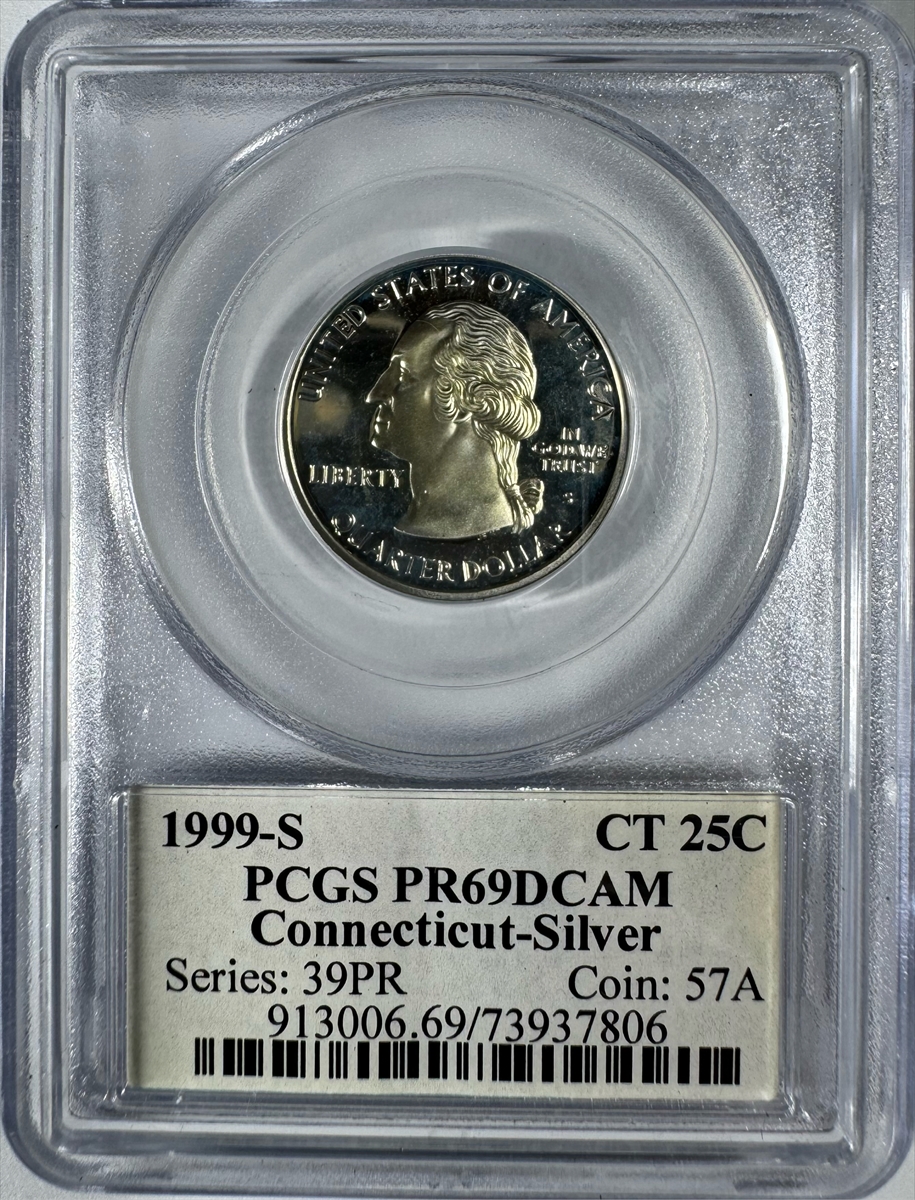 UNITED STATES OF AMERICA
LIBERTY
IN
GOD WE
TRUST
S
QUARTER DOLLAR
1999-S CT 25C
PCGS PR69DCAM
Connecticut-Silver
Series: 39PR Coin: 57A
913006.69/73937806